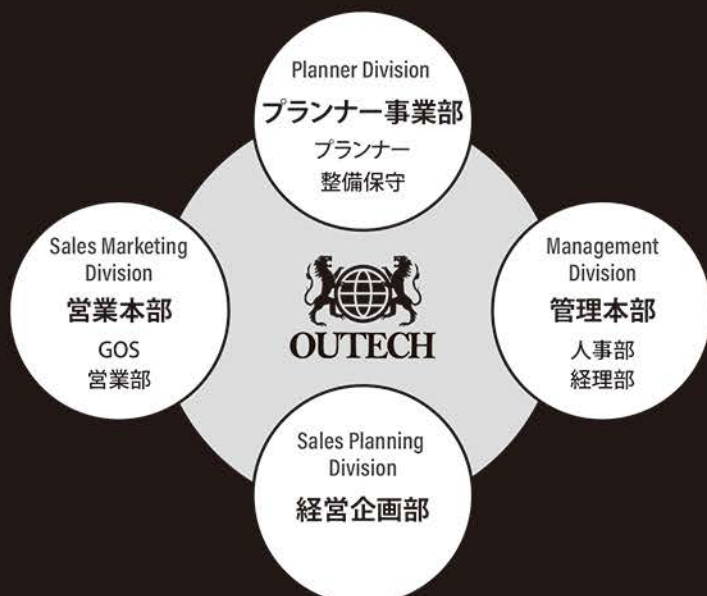 Planner Division
プランナー事業部
プランナー
整備保守
Sales Marketing
Division
営業本部
GOS
営業部
OUTECH
Management
Division
管理本部
人事部
経理部
Sales Planning
Division
経営企画部